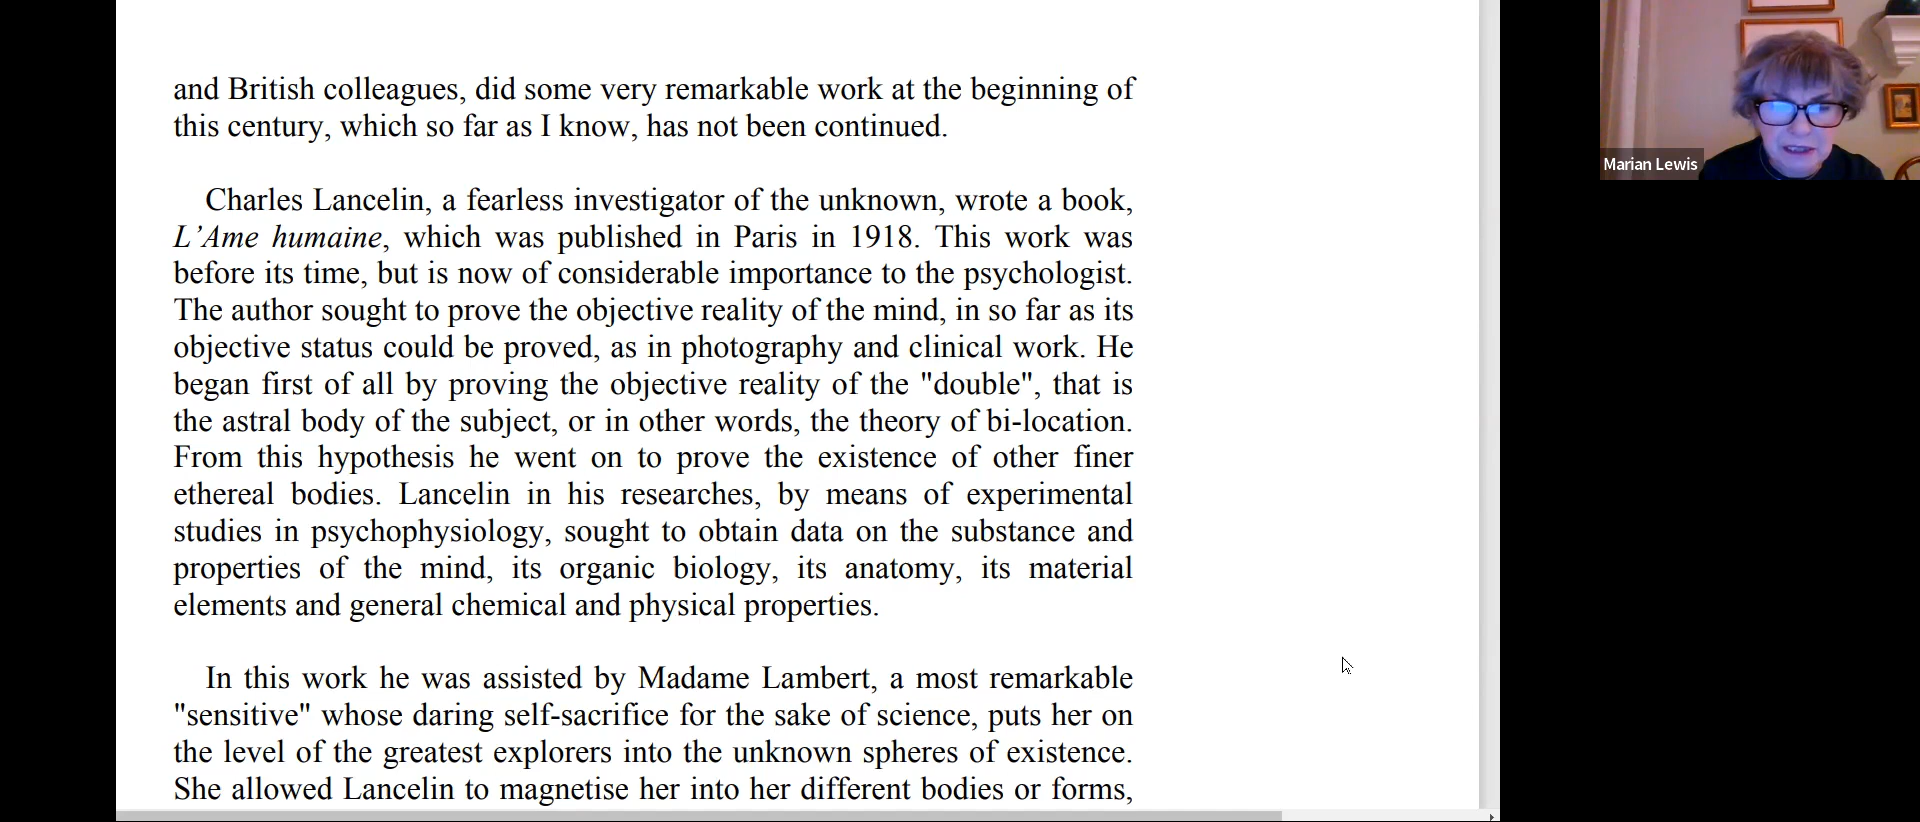 and British colleagues, did some very remarkable work at the beginning of
this century, which so far as I know, has not been continued.
Charles Lancelin, a fearless investigator of the unknown, wrote a book,
L’Ame humaine, which was published in Paris in 1918. This work was
before its time, but is now of considerable importance to the psychologist.
The author sought to prove the objective reality of the mind, in so far as its
objective status could be proved, as in photography and clinical work. He
began first of all by proving the objective reality of the "double", that is
the astral body of the subject, or in other words, the theory of bi-location.
From this hypothesis he went on to prove the existence of other finer
ethereal bodies. Lancelin in his researches, by means of experimental
studies in psychophysiology, sought to obtain data on the substance and
properties of the mind, its organic biology, its anatomy, its material
elements and general chemical and physical properties.
In this work he was assisted by Madame Lambert, a most remarkable
"sensitive" whose daring self-sacrifice for the sake of science, puts her on
the level of the greatest explorers into the unknown spheres of existence.
She allowed Lancelin to magnetise her into her different bodies or forms,
Marian Lewis